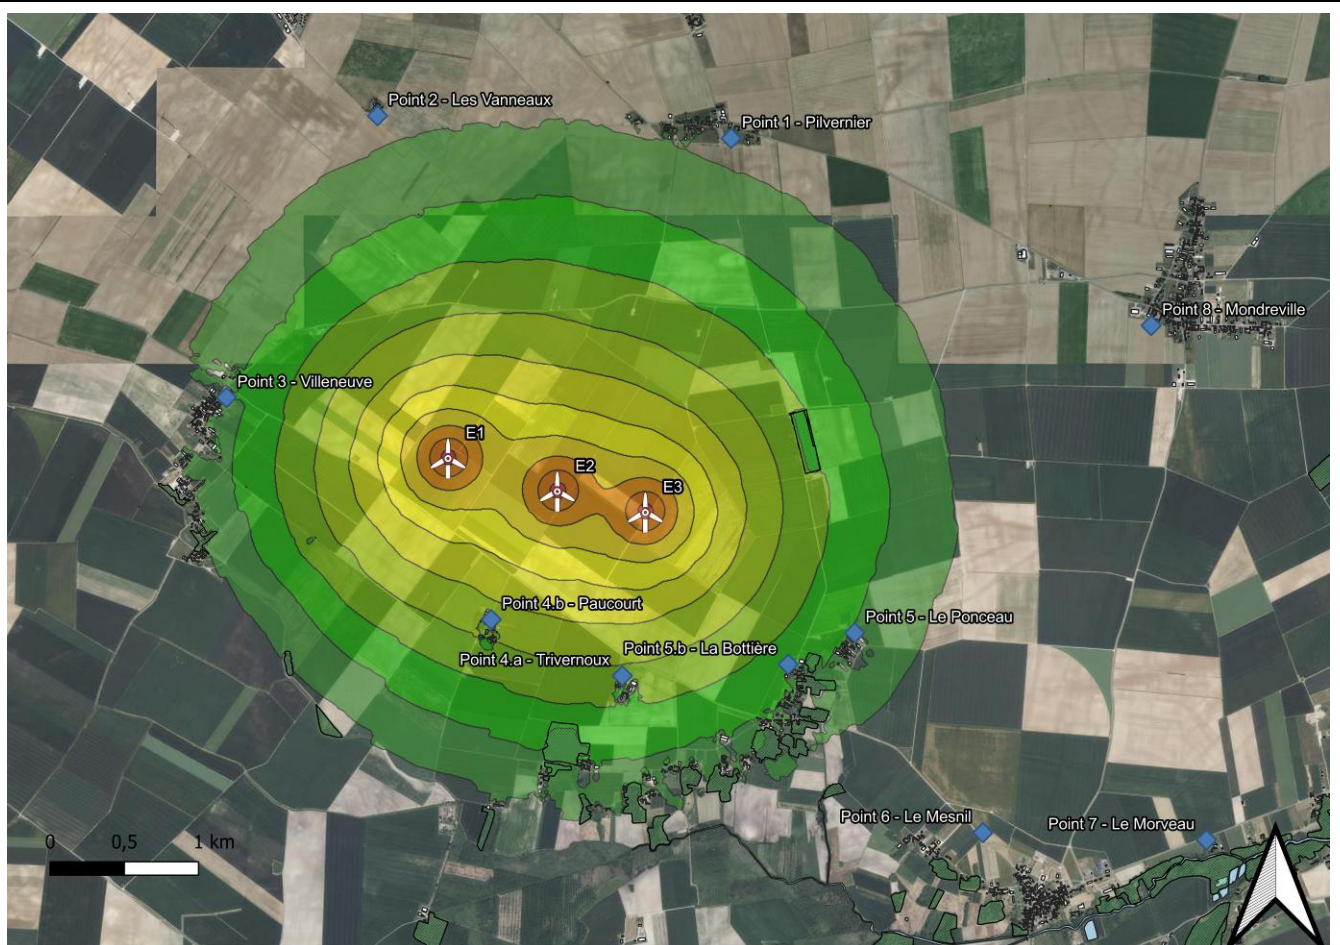 Point 2 - Les Vanneaux
Point 1 - Pilvernier
Point 8 - Mondreville
Point 3 - Villeneuve
E1
E2
E3
Point 4.b - Paucourt
Point 5 - Le Ponceau
Point 5.b - La Bottière
Point 4.a - Trivernoux
Point 6 - Le Mesnil
Point 7 - Le Morveau
0 0,5 1 km